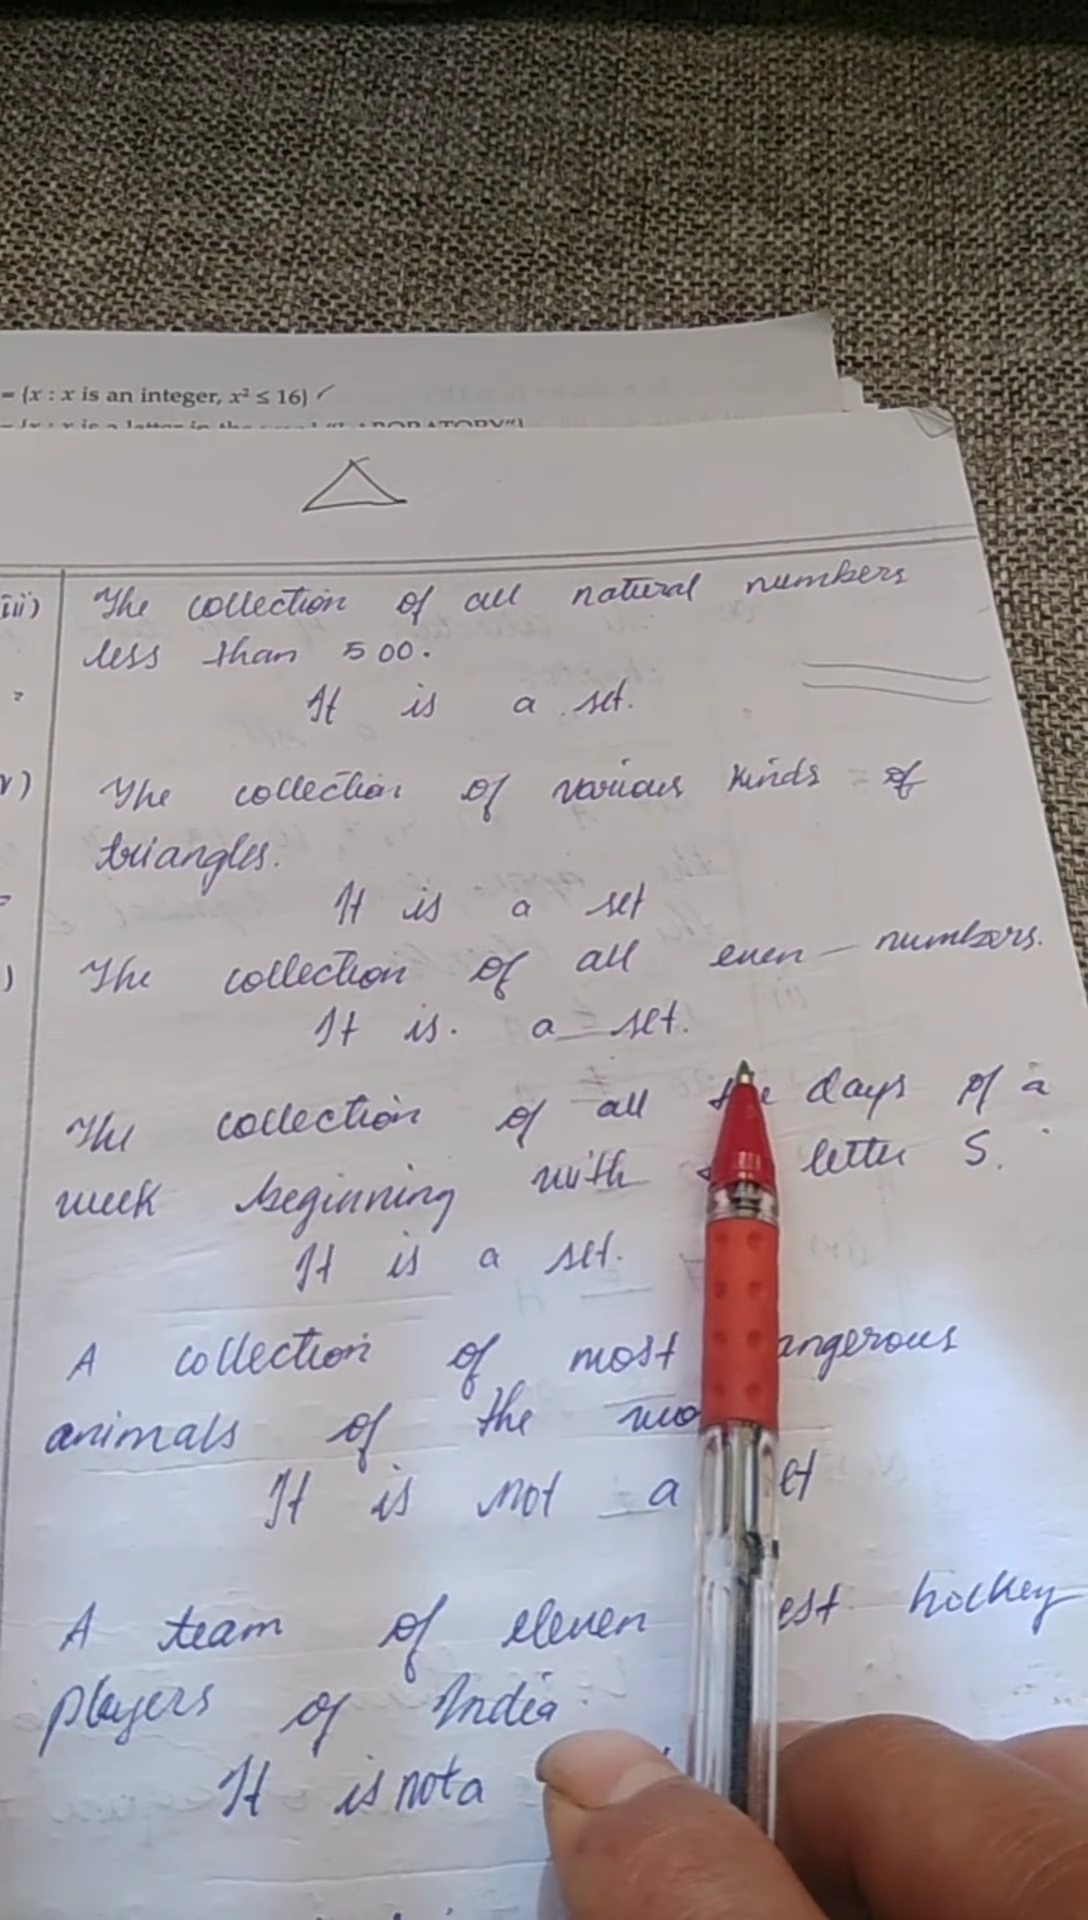 = {x : x is an integer, x² ≤ 16}
iii) The collection of all natural numbers
less than 500.
It is a set.
v) The collection of various kinds of
triangles.
It is a set
) The collection of all even numbers.
It is. a set.
The collection of all the days of a
week beginning with letter S.
It is a set.
A collection of most angerous
animals of the wo
It is not a et
A team of eleven est hockey
players of India
It is not a